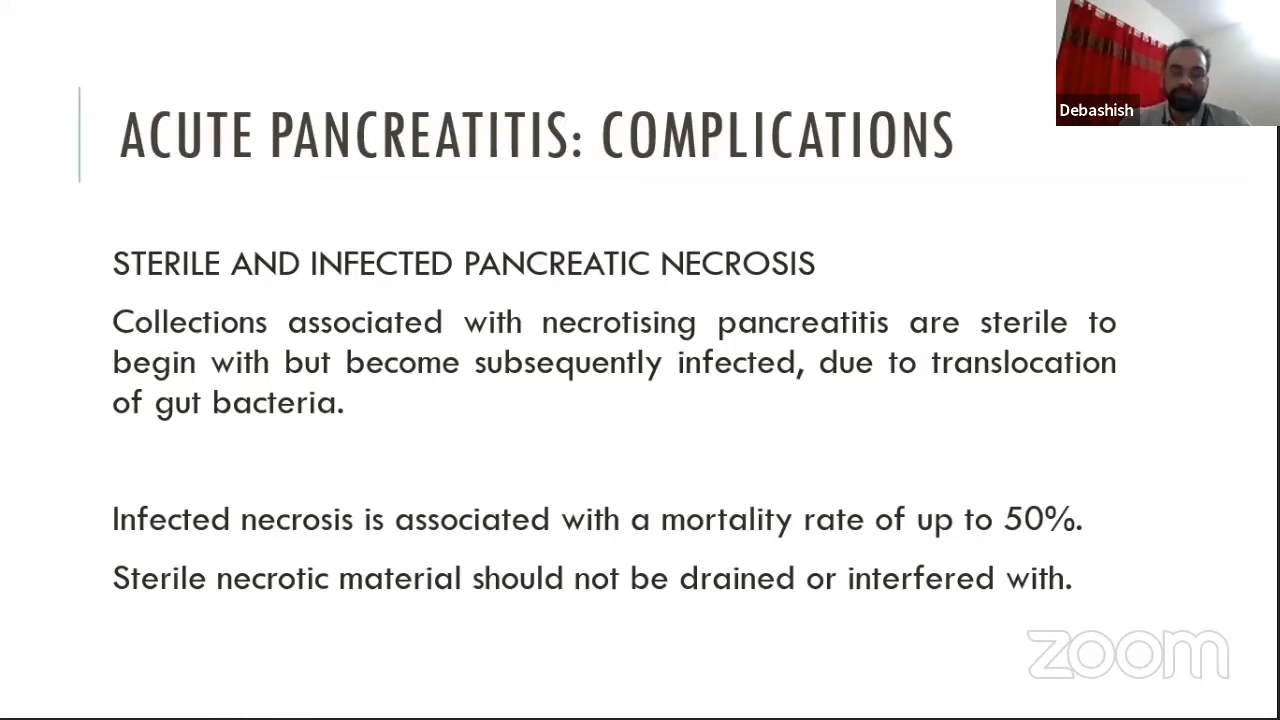 Debashish
ACUTE PANCREATITIS: COMPLICATIONS
STERILE AND INFECTED PANCREATIC NECROSIS
Collections associated with necrotising pancreatitis are sterile to
begin with but become subsequently infected, due to translocation
of gut bacteria.
Infected necrosis is associated with a mortality rate of up to 50%.
Sterile necrotic material should not be drained or interfered with.
zoom